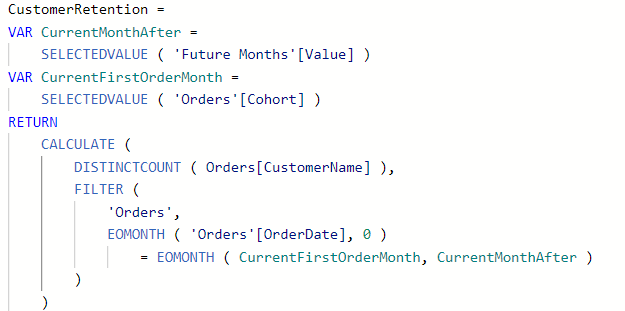 CustomerRetention =
VAR CurrentMonthAfter =
    SELECTEDVALUE ( 'Future Months'[Value] )
VAR CurrentFirstOrderMonth =
    SELECTEDVALUE ( 'Orders'[Cohort] )
RETURN
    CALCULATE (
        DISTINCTCOUNT ( Orders[CustomerName] ),
        FILTER (
            'Orders',
            EOMONTH ( 'Orders'[OrderDate], 0 )
                = EOMONTH ( CurrentFirstOrderMonth, CurrentMonthAfter )
        )
    )